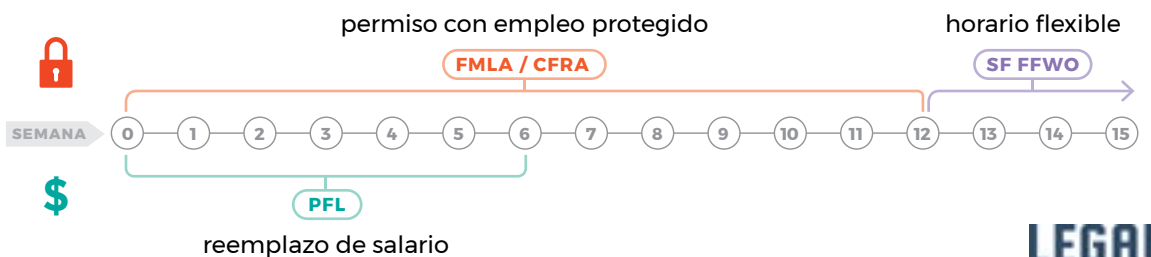 permiso con empleo protegido
horario flexible
FMLA / CFRA
SF FFWO
SEMANA 0 1 2 3 4 5 6 7 8 9 10 11 12 13 14 15
$
PFL
reemplazo de salario
LEGAL